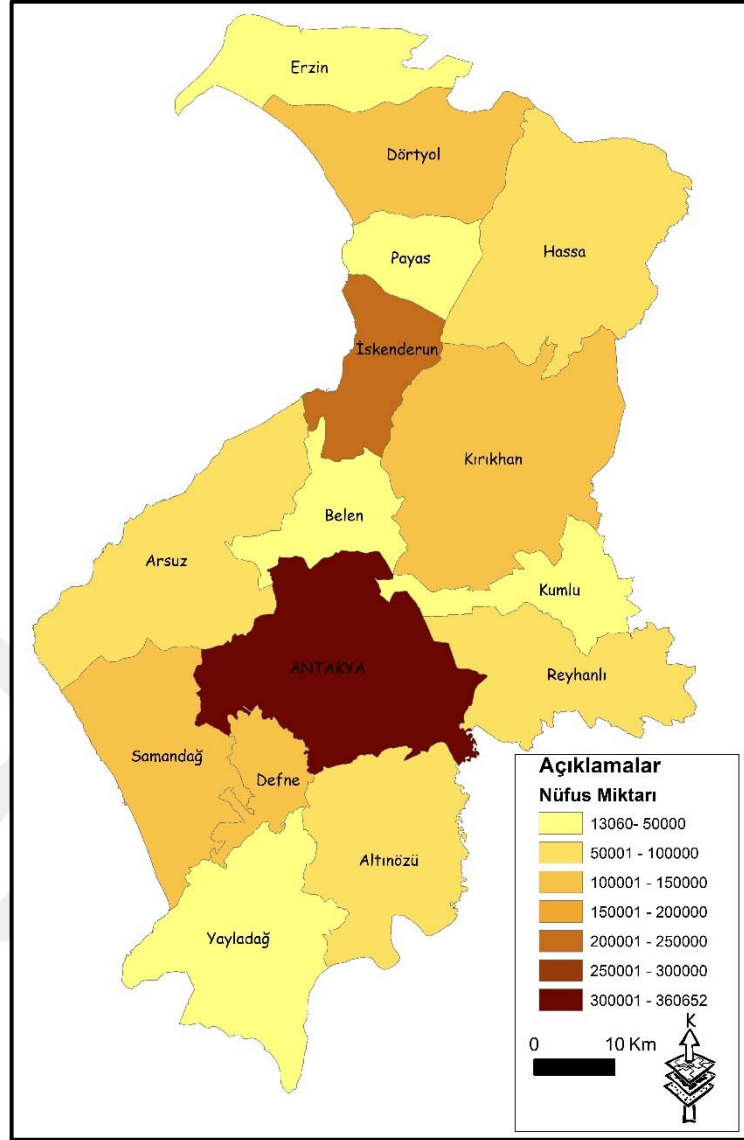 Erzin
Dörtyol
Hassa
Payas
İskenderun
Kırıkhan
Belen
Arsuz
Kumlu
ANTAKYA
Reyhanlı
Samandağ
Defne
Altınözü
Yayladağ
Açıklamalar
Nüfus Miktarı
13060- 50000
50001 - 100000
100001 - 150000
150001 - 200000
200001 - 250000
250001 - 300000
300001 - 360652
K
0 10 Km